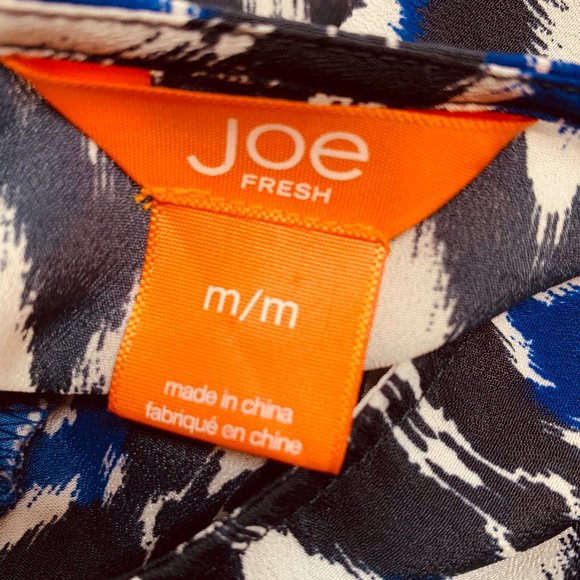 Joe
FRESH
m/m
made in china
fabriqué en chine